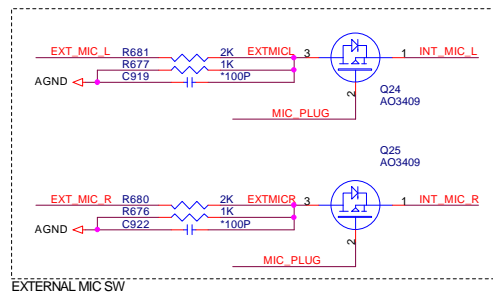 EXT_MIC_L R681 2K EXTMICL 3 1 INT_MIC_L
R677 1K
AGND C919 *100P
2 Q24
AO3409
MIC_PLUG
Q25
AO3409
EXT_MIC_R R680 2K EXTMICR 3 1 INT_MIC_R
R676 1K
AGND C922 *100P
2
MIC_PLUG
EXTERNAL MIC SW